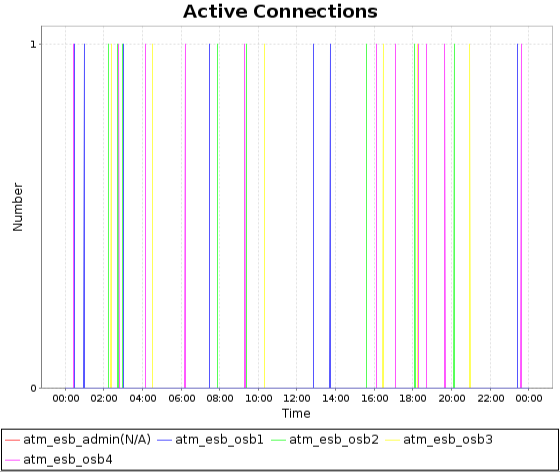 Active Connections
1
Number
0
00:00 02:00 04:00 06:00 08:00 10:00 12:00 14:00 16:00 18:00 20:00 22:00 00:00
Time
atm_esb_admin(N/A) atm_esb_osb1 atm_esb_osb2 atm_esb_osb3
atm_esb_osb4